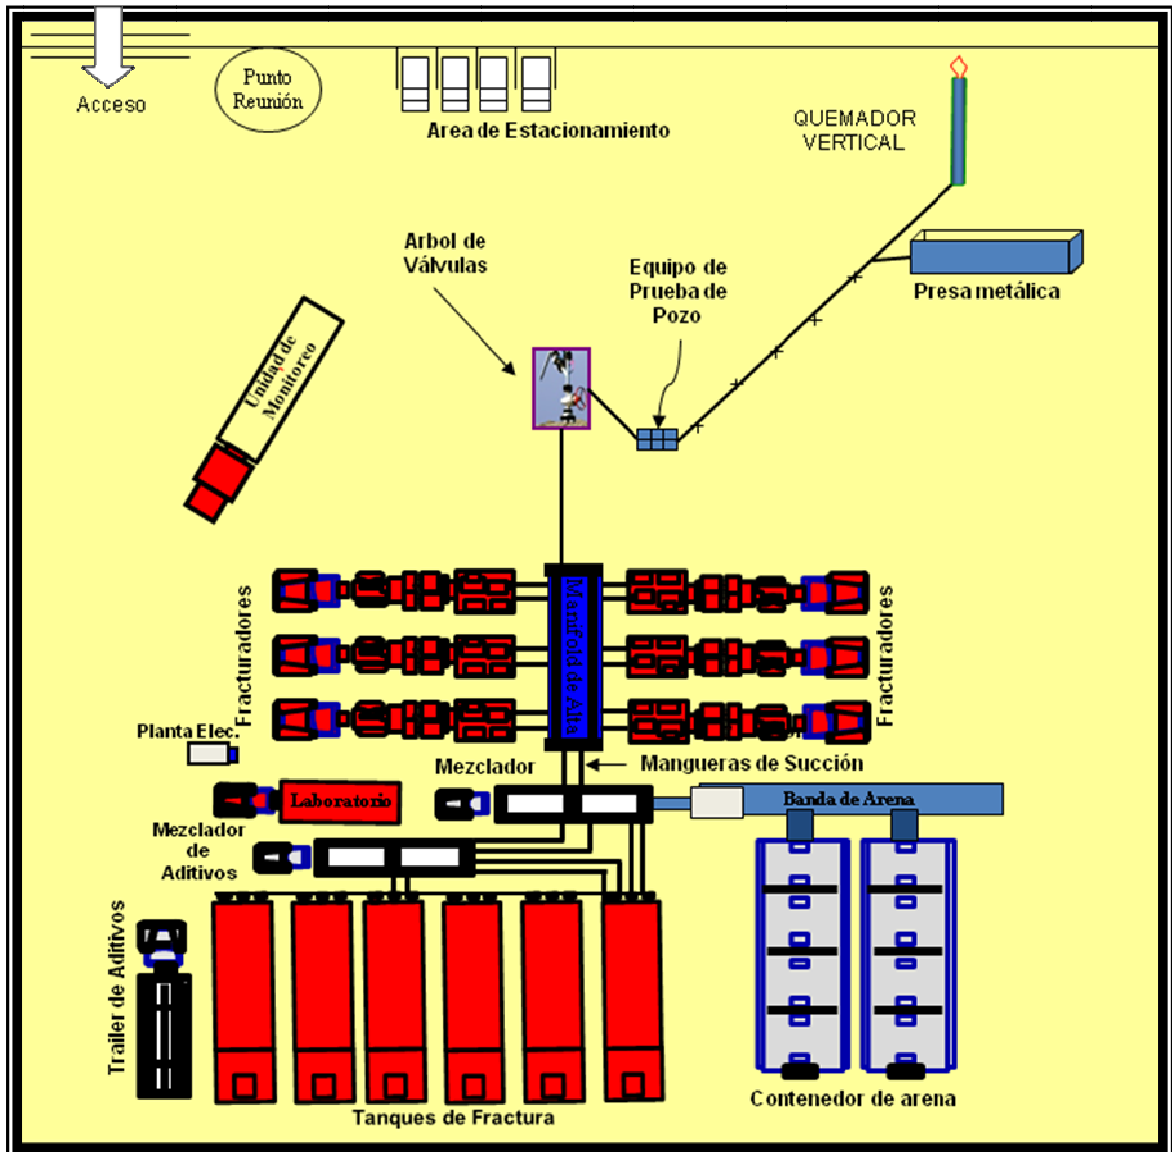 Acceso
Punto
Reunión
Area de Estacionamiento
QUEMADOR
VERTICAL
Arbol de
Válvulas
Equipo de
Prueba de
Pozo
Presa metálica
Unidad de
Monitoreo
Fracturadores
Manifold de Alta
Fracturadores
Planta Elec.
Mezclador
Mangueras de Succión
Laboratorio
Banda de Arena
Mezclador
de
Aditivos
Trailer de Aditivos
Contenedor de arena
Tanques de Fractura